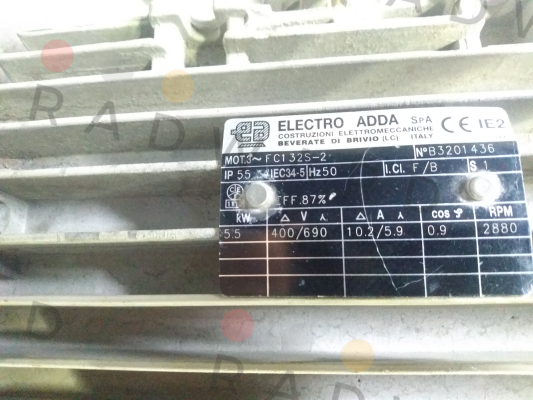 ELECTRO ADDA SPA
COSTRUZIONI ELETTROMECCANICHE
BEVERATE DI BRIVIO (LC) ITALY
CE IE2
MOT.3~ FC132S-2 N°B3201436
IP 55 IEC34-5 Hz50 I.Cl. F/B S 1
EFF.87%
kW Δ V Y Δ A Y cos φ RPM
5.5 400/690 10.2/5.9 0.9 2880
RADWAY